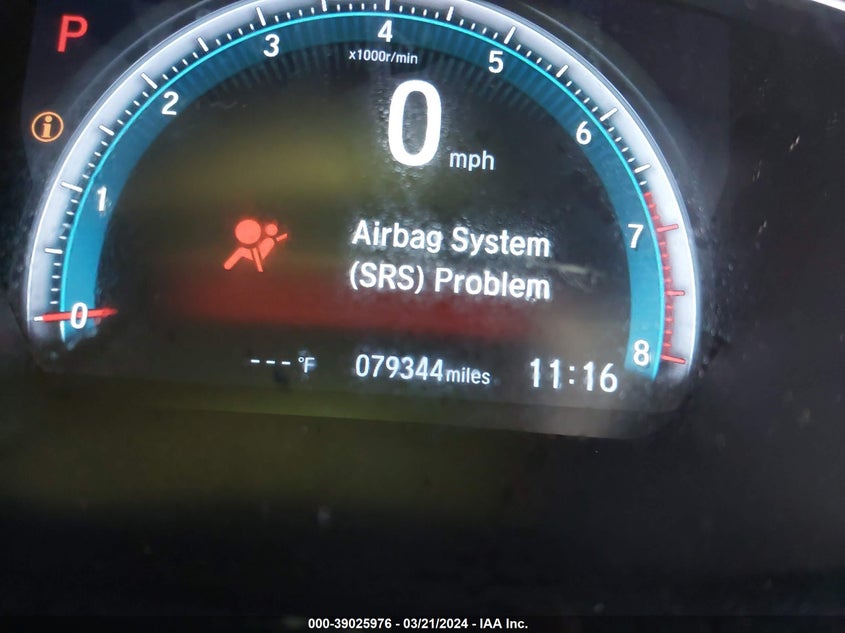 P
4
3
5
x1000r/min
2
0
mph
6
i
1
Airbag System
7
(SRS) Problem
0
8
---°F
079344miles
11:16
000-39025976 - 03/21/2024 - IAA Inc.